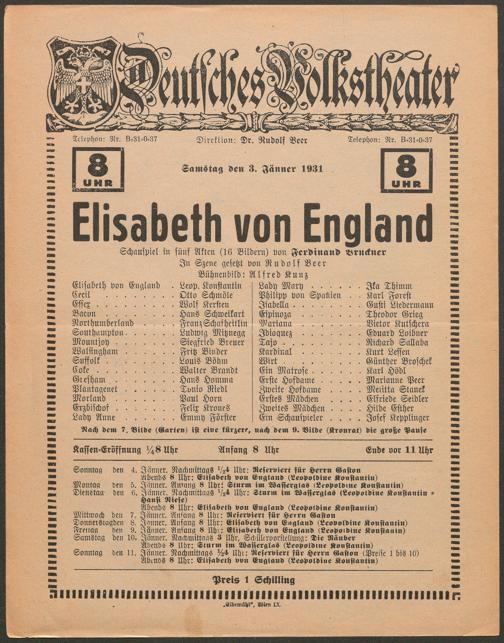 Deutsches Volkstheater
Telephon: Nr. B-31-0-37 Direktion: Dr. Rudolf Beer Telephon: Nr. B-31-0-37
8 UHR
Samstag den 3. Jänner 1931
8 UHR
Elisabeth von England
Schauspiel in fünf Akten (16 Bildern) von Ferdinand Bruckner
In Szene gesetzt von Rudolf Beer
Bühnenbild: Alfred Kunz
Elisabeth von England . . Leop. Konstantin
Cecil . . . . . . Otto Schmöle
Essex . . . . . . Wolf Kersten
Bacon . . . . . . Hans Schweikart
Northumberland . . . Franz Schafheitlin
Southampton . . . . . Ludwig Mijnegg
Mountjoy . . . . . Siegfried Breuer
Walsingham . . . . . Fritz Binder
Suffolk . . . . . . Louis Böhm
Coke . . . . . . Walter Brandt
Gresham . . . . . Hans Homma
Plantagenet . . . . . Tonio Riedl
Morland . . . . . Paul Horn
Erzbischof . . . . . Felix Krones
Lady Anne . . . . . Emmy Förster
Lady Mary . . . . . Ika Thimm
Philipp von Spanien . . . Karl Forest
Isabella . . . . . . Gusti Liedermann
Espinoza . . . . . Theodor Grieg
Mariana . . . . . Victor Kutschera
Idiaquez . . . . . Eduard Loibner
Tajo . . . . . . Richard Sallaba
Kardinal . . . . . Kurt Lessen
Wirt . . . . . . Günther Broschek
Ein Matrose . . . . . Karl Hödl
Erste Hofdame . . . . Marianne Peer
Zweite Hofdame . . . . Meritta Stanek
Erstes Mädchen . . . . Elfriede Seidler
Zweites Mädchen . . . . Hilde Esther
Ein Schauspieler . . . . Josef Kepplinger
Nach dem 7. Bilde (Garten) ist eine kürzere, nach dem 9. Bilde (Kronrat) die große Pause
Kassen-Eröffnung ¼8 Uhr Anfang 8 Uhr Ende vor 11 Uhr
Sonntag den 4. Jänner. Nachmittags ½4 Uhr: Reserviert für Herrn Gaston
Abends 8 Uhr: Elisabeth von England (Leopoldine Konstantin)
Montag den 5. Jänner. Anfang 8 Uhr: Sturm im Wasserglas (Leopoldine Konstantin)
Dienstag den 6. Jänner. Nachmittags ½4 Uhr: Sturm im Wasserglas (Leopoldine Konstantin -
Hansi Niese)
Abends 8 Uhr: Elisabeth von England (Leopoldine Konstantin)
Mittwoch den 7. Jänner. Anfang 8 Uhr: Reserviert für Herrn Gaston
Donnerstag den 8. Jänner. Anfang 8 Uhr: Elisabeth von England (Leopoldine Konstantin)
Freitag den 9. Jänner. Anfang 8 Uhr: Elisabeth von England (Leopoldine Konstantin)
Samstag den 10. Jänner. Nachmittags 3 Uhr, Schülervorstellung: Die Räuber
Abends 8 Uhr: Sturm im Wasserglas (Leopoldine Konstantin)
Sonntag den 11. Jänner. Nachmittags ½4 Uhr: Reserviert für Herrn Gaston (Preise 1 bis 10)
Abends 8 Uhr: Elisabeth von England (Leopoldine Konstantin)
Preis 1 Schilling
„Elbemühl“, Wien IX.